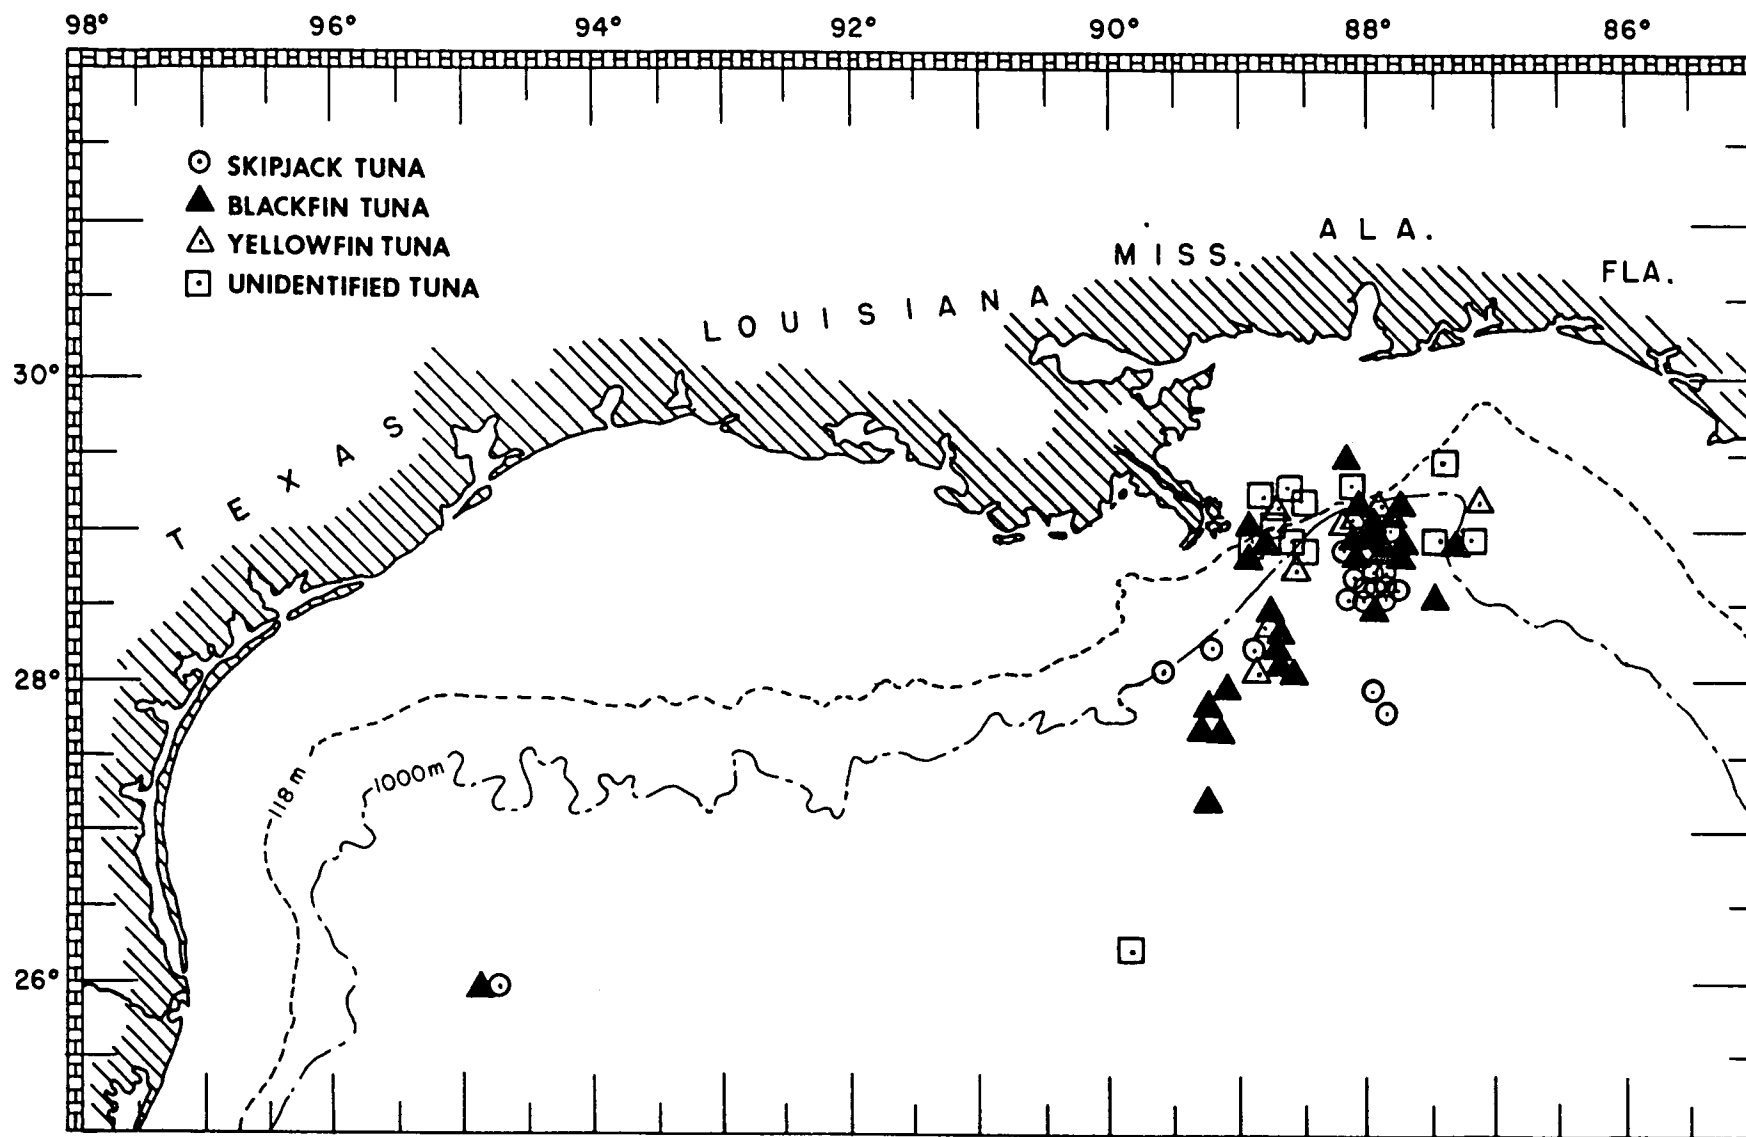 98° 96° 94° 92° 90° 88° 86°
SKIPJACK TUNA
BLACKFIN TUNA
YELLOWFIN TUNA
UNIDENTIFIED TUNA
ALA.
MISS.
FLA.
LOUISIANA
TEXAS
30°
28°
26°
118m
1000m